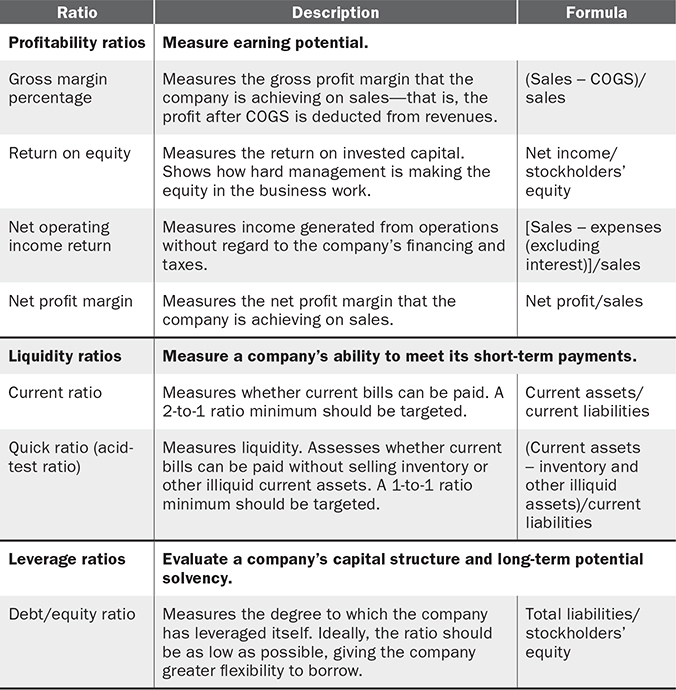 Ratio Description Formula
Profitability ratios Measure earning potential.
Gross margin Measures the gross profit margin that the (Sales – COGS)/
percentage company is achieving on sales—that is, the sales
profit after COGS is deducted from revenues.
Return on equity Measures the return on invested capital. Net income/
Shows how hard management is making the stockholders’
equity in the business work. equity
Net operating Measures income generated from operations [Sales – expenses
income return without regard to the company’s financing and (excluding
taxes. interest)]/sales
Net profit margin Measures the net profit margin that the Net profit/sales
company is achieving on sales.
Liquidity ratios Measure a company’s ability to meet its short-term payments.
Current ratio Measures whether current bills can be paid. A Current assets/
2-to-1 ratio minimum should be targeted. current liabilities
Quick ratio (acid- Measures liquidity. Assesses whether current (Current assets
test ratio) bills can be paid without selling inventory or – inventory and
other illiquid current assets. A 1-to-1 ratio other illiquid
minimum should be targeted. assets)/current
liabilities
Leverage ratios Evaluate a company’s capital structure and long-term potential
solvency.
Debt/equity ratio Measures the degree to which the company Total liabilities/
has leveraged itself. Ideally, the ratio should stockholders’
be as low as possible, giving the company equity
greater flexibility to borrow.